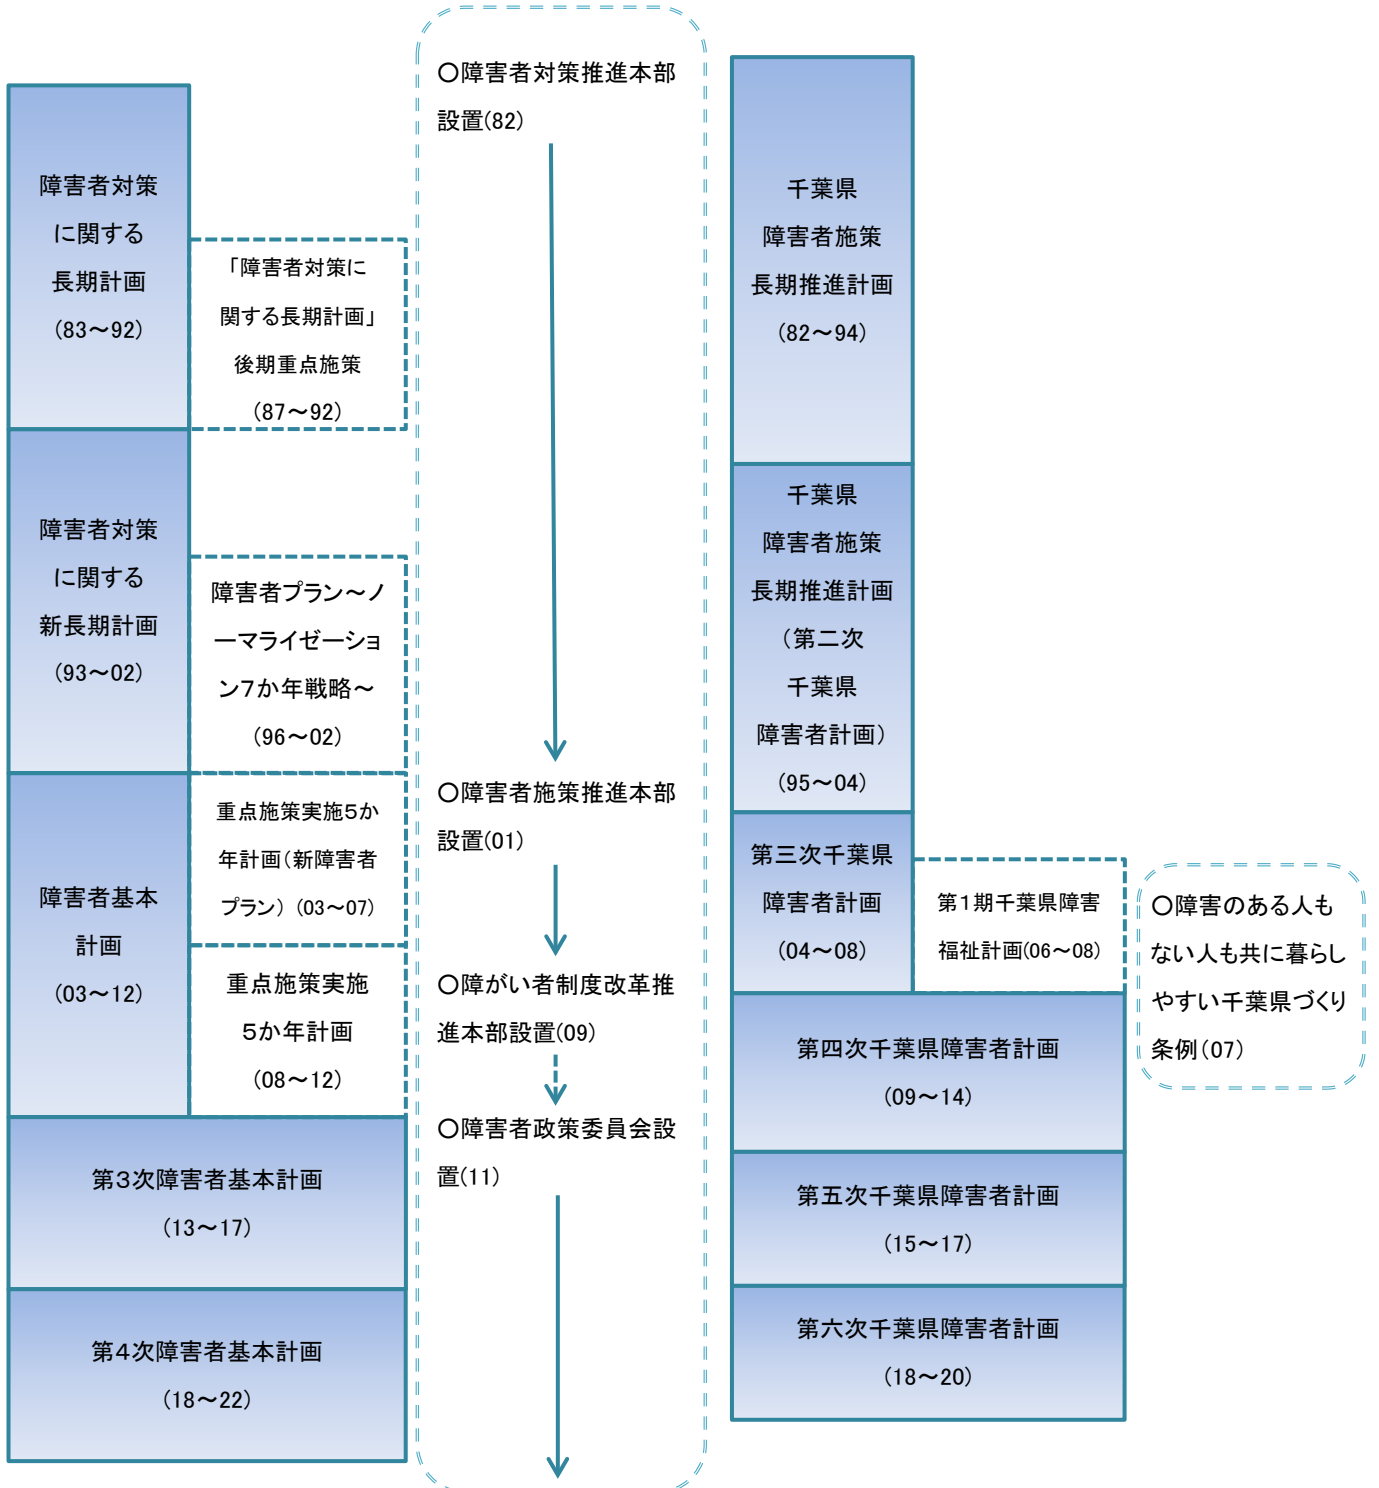 障害者対策
に関する
長期計画
(83～92)
「障害者対策に
関する長期計画」
後期重点施策
(87～92)
障害者対策
に関する
新長期計画
(93～02)
障害者プラン～ノ
ーマライゼーショ
ン7か年戦略～
(96～02)
障害者基本
計画
(03～12)
重点施策実施5か
年計画(新障害者
プラン) (03～07)
重点施策実施
5か年計画
(08～12)
第3次障害者基本計画
(13～17)
第4次障害者基本計画
(18～22)
○障害者対策推進本部
設置(82)
○障害者施策推進本部
設置(01)
○障がい者制度改革推
進本部設置(09)
○障害者政策委員会設
置(11)
千葉県
障害者施策
長期推進計画
(82～94)
千葉県
障害者施策
長期推進計画
(第二次
千葉県
障害者計画)
(95～04)
第三次千葉県
障害者計画
(04～08)
第1期千葉県障害
福祉計画(06～08)
第四次千葉県障害者計画
(09～14)
第五次千葉県障害者計画
(15～17)
第六次千葉県障害者計画
(18～20)
○障害のある人も
ない人も共に暮らし
やすい千葉県づくり
条例(07)